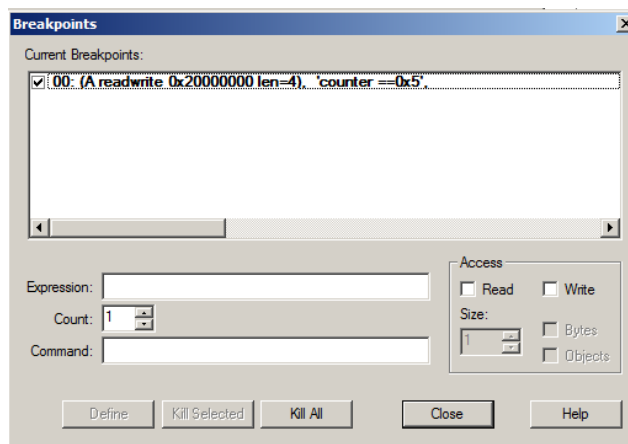 Breakpoints
Current Breakpoints:
00: (A readwrite 0x20000000 len=4), 'counter ==0x5',
Access
Expression:
Read Write
Count: 1
Size:
1
Bytes
Command:
Objects
Define Kill Selected Kill All Close Help